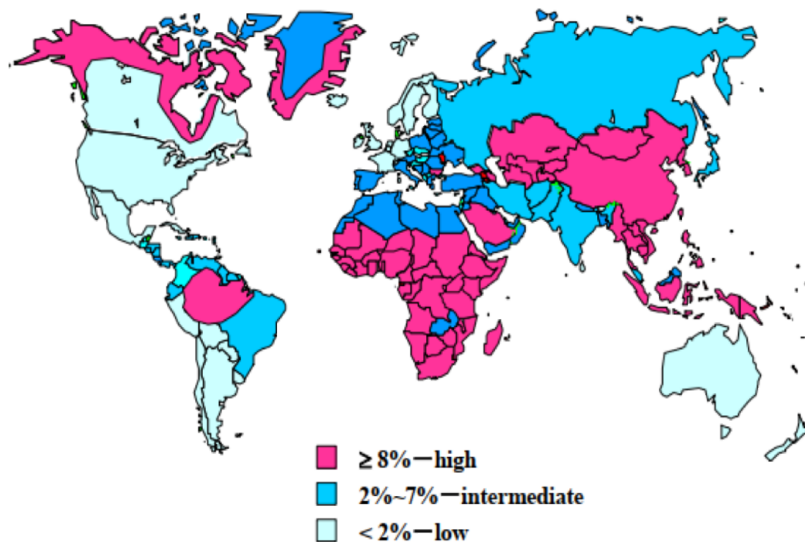 ≥ 8%—high
2%~7%—intermediate
< 2%—low